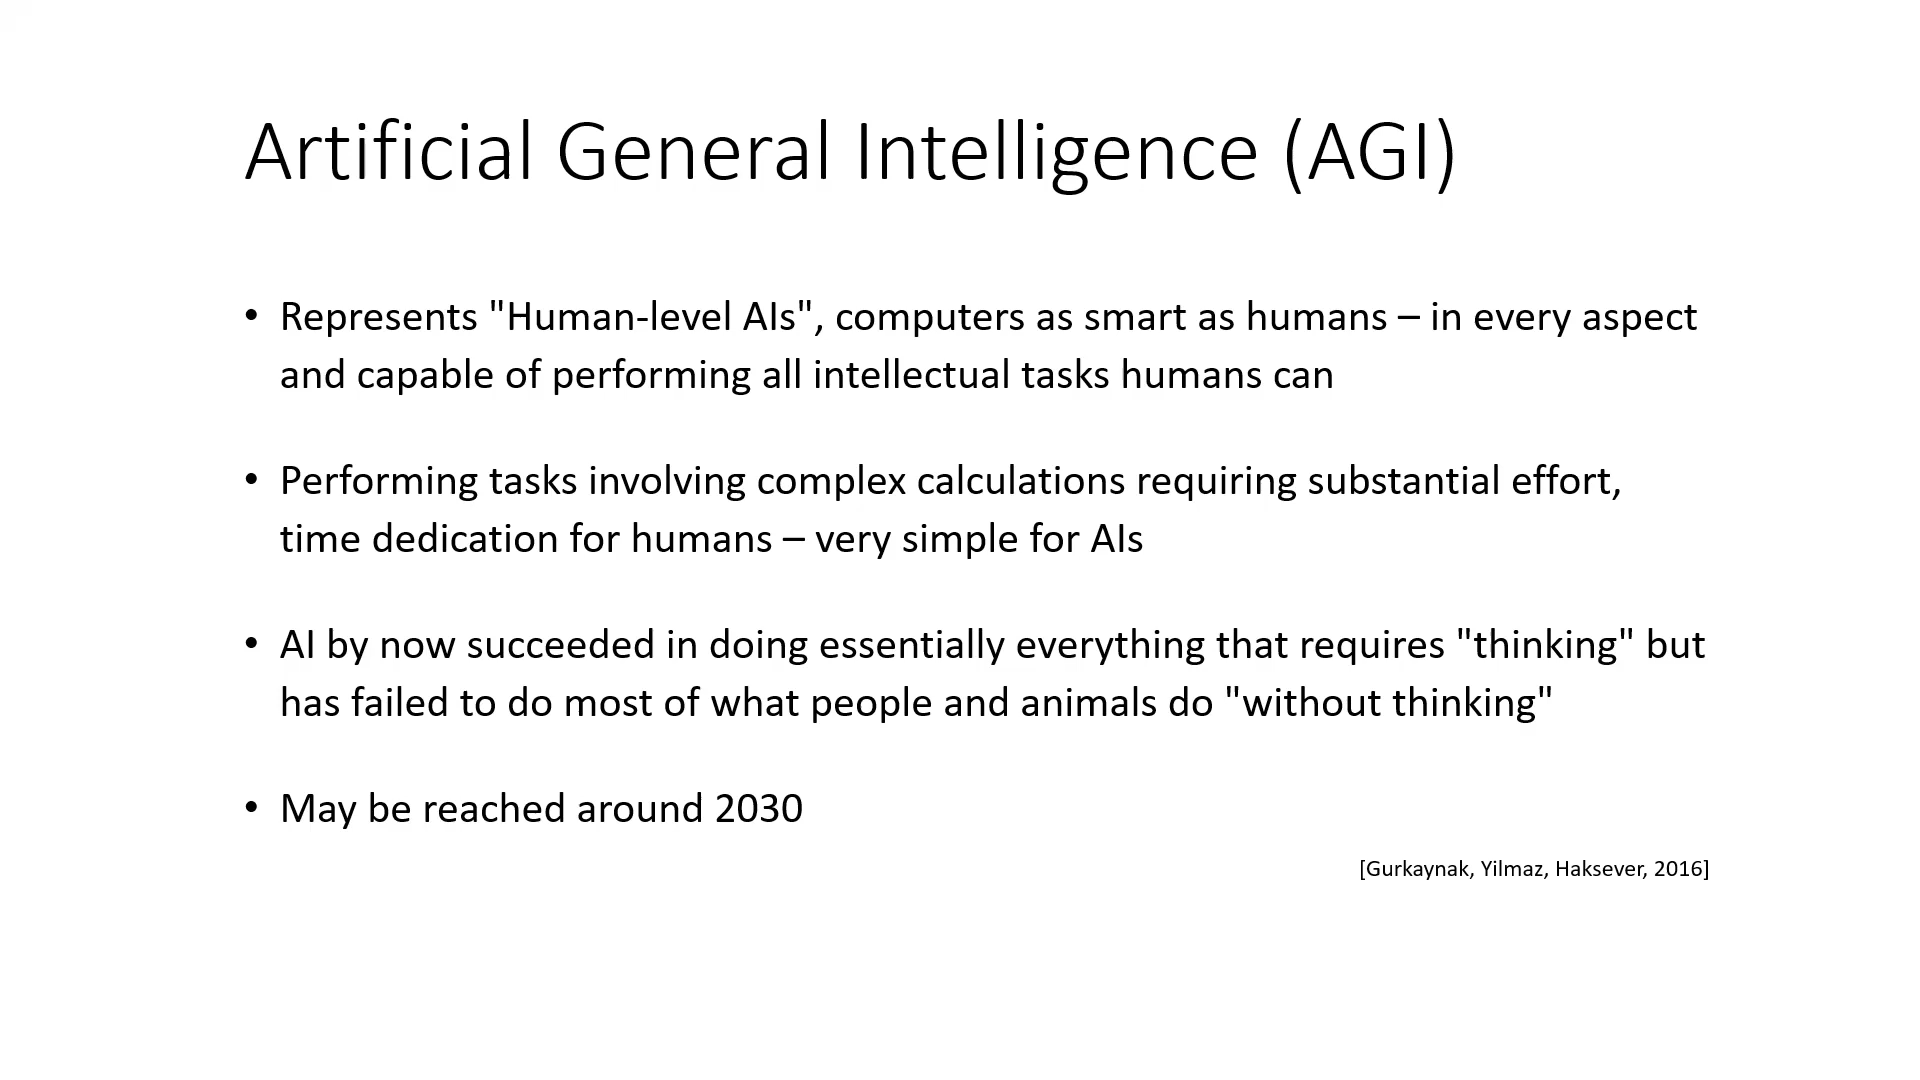 Artificial General Intelligence (AGI)
• Represents "Human-level AIs", computers as smart as humans – in every aspect
and capable of performing all intellectual tasks humans can
• Performing tasks involving complex calculations requiring substantial effort,
time dedication for humans – very simple for AIs
• AI by now succeeded in doing essentially everything that requires "thinking" but
has failed to do most of what people and animals do "without thinking"
• May be reached around 2030
[Gurkaynak, Yilmaz, Haksever, 2016]